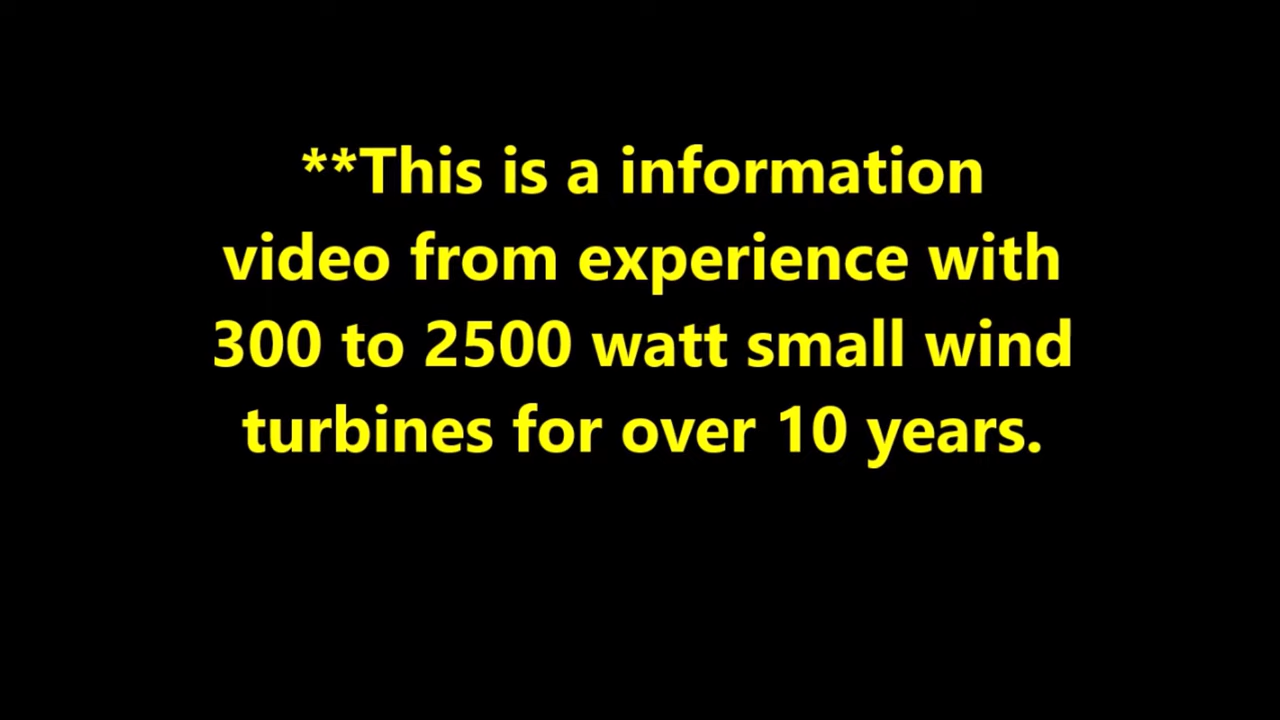 **This is a information
video from experience with
300 to 2500 watt small wind
turbines for over 10 years.